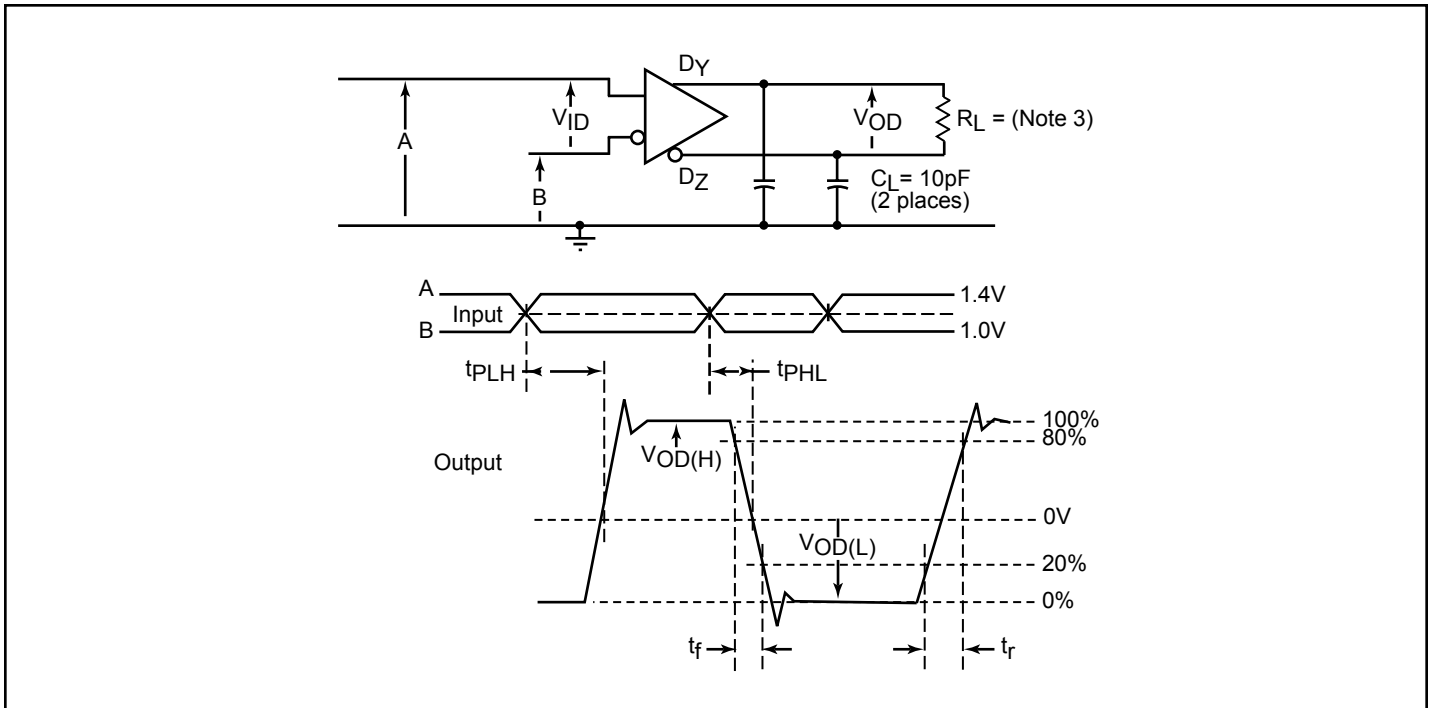 DY
VID
VOD
RL = (Note 3)
A
DZ
CL= 10pF
(2 places)
B
A
1.4V
Input
B
1.0V
tPLH
tPHL
100%
80%
VOD(H)
Output
0V
VOD(L)
20%
0%
tf
tr